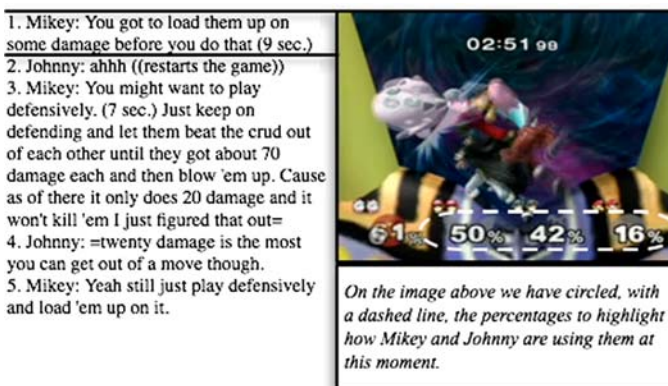 1. Mikey: You got to load them up on
some damage before you do that (9 sec.)
2. Johnny: ahhh ((restarts the game))
3. Mikey: You might want to play
defensively. (7 sec.) Just keep on
defending and let them beat the crud out
of each other until they got about 70
damage each and then blow 'em up. Cause
as of there it only does 20 damage and it
won't kill 'em I just figured that out=
4. Johnny: =twenty damage is the most
you can get out of a move though.
5. Mikey: Yeah still just play defensively
and load 'em up on it.
02:51 98
61% 50% 42% 16%
On the image above we have circled, with
a dashed line, the percentages to highlight
how Mikey and Johnny are using them at
this moment.